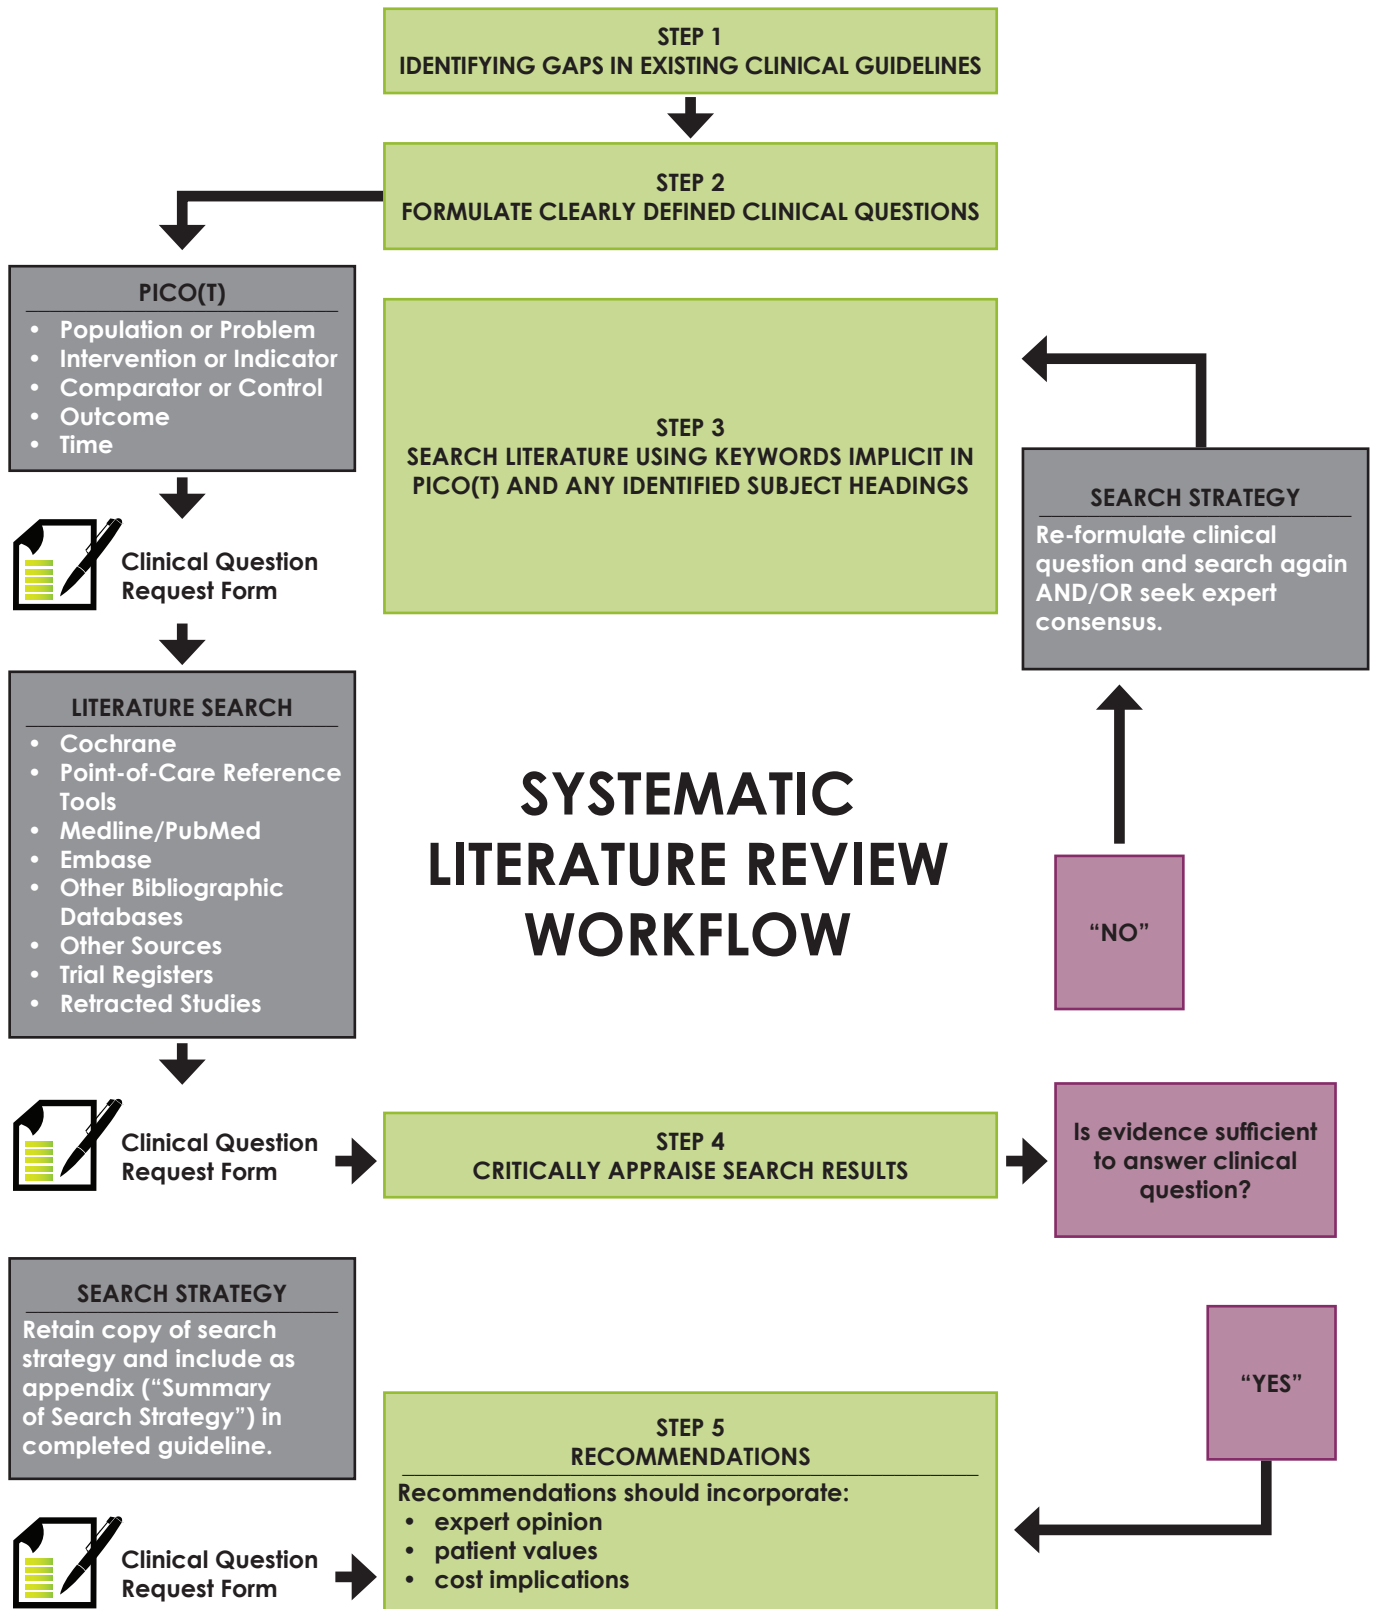 STEP 1
IDENTIFYING GAPS IN EXISTING CLINICAL GUIDELINES
STEP 2
FORMULATE CLEARLY DEFINED CLINICAL QUESTIONS
PICO(T)
• Population or Problem
• Intervention or Indicator
• Comparator or Control
• Outcome
• Time
Clinical Question
Request Form
STEP 3
SEARCH LITERATURE USING KEYWORDS IMPLICIT IN
PICO(T) AND ANY IDENTIFIED SUBJECT HEADINGS
SEARCH STRATEGY
Re-formulate clinical
question and search again
AND/OR seek expert
consensus.
LITERATURE SEARCH
• Cochrane
• Point-of-Care Reference
Tools
• Medline/PubMed
• Embase
• Other Bibliographic
Databases
• Other Sources
• Trial Registers
• Retracted Studies
SYSTEMATIC
LITERATURE REVIEW
WORKFLOW
“NO”
Clinical Question
Request Form
STEP 4
CRITICALLY APPRAISE SEARCH RESULTS
Is evidence sufficient
to answer clinical
question?
SEARCH STRATEGY
Retain copy of search
strategy and include as
appendix (“Summary
of Search Strategy”) in
completed guideline.
“YES”
Clinical Question
Request Form
STEP 5
RECOMMENDATIONS
Recommendations should incorporate:
• expert opinion
• patient values
• cost implications